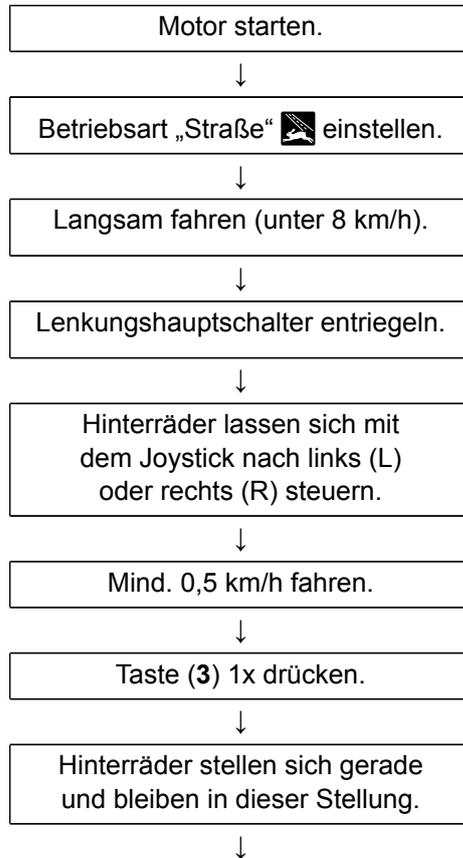 Motor starten.
↓
Betriebsart „Straße“ einstellen.
↓
Langsam fahren (unter 8 km/h).
↓
Lenkungshauptschalter entriegeln.
↓
Hinterräder lassen sich mit
dem Joystick nach links (L)
oder rechts (R) steuern.
↓
Mind. 0,5 km/h fahren.
↓
Taste (3) 1x drücken.
↓
Hinterräder stellen sich gerade
und bleiben in dieser Stellung.
↓